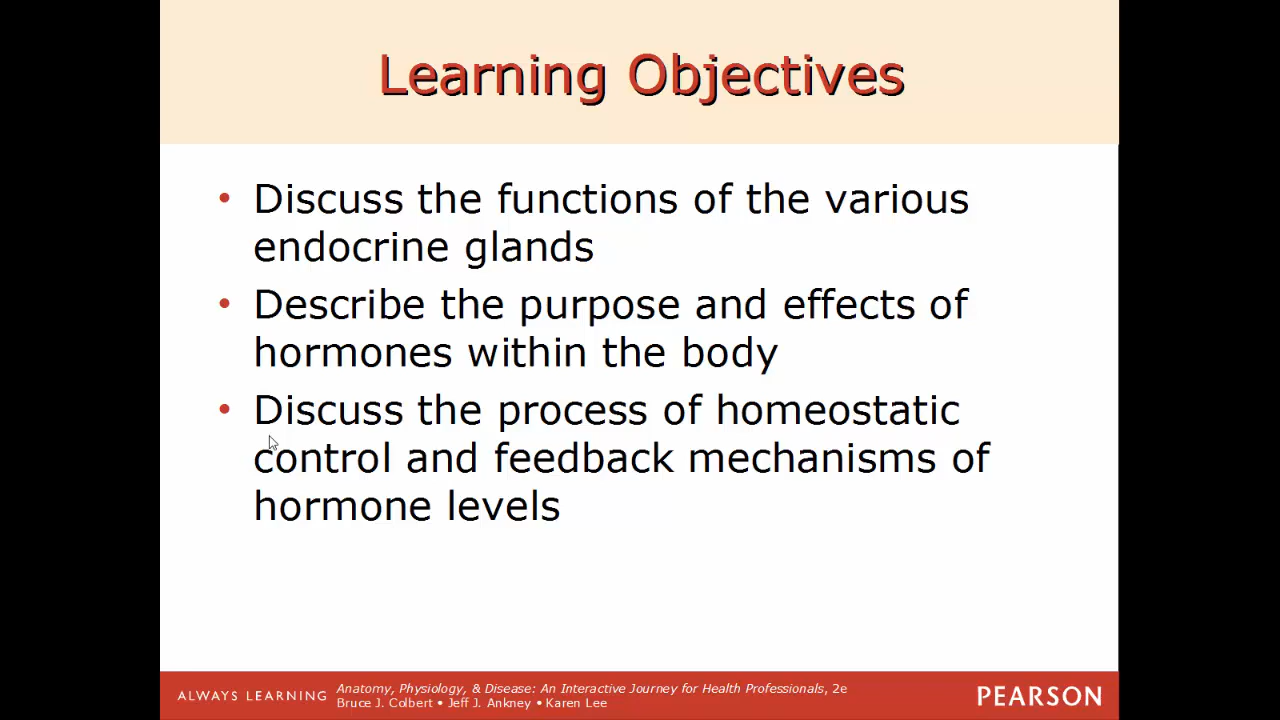 Learning Objectives
• Discuss the functions of the various
endocrine glands
• Describe the purpose and effects of
hormones within the body
• Discuss the process of homeostatic
control and feedback mechanisms of
hormone levels
ALWAYS LEARNING
Anatomy, Physiology, & Disease: An Interactive Journey for Health Professionals, 2e
Bruce J. Colbert • Jeff J. Ankney • Karen Lee
PEARSON